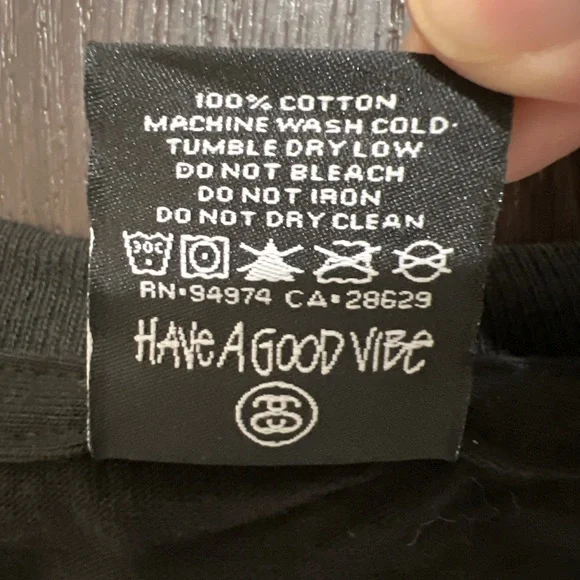 100% COTTON
MACHINE WASH COLD·
TUMBLE DRY LOW
DO NOT BLEACH
DO NOT IRON
DO NOT DRY CLEAN
30C
RN·94974 CA·28629
HAVE A GOOD VIBE